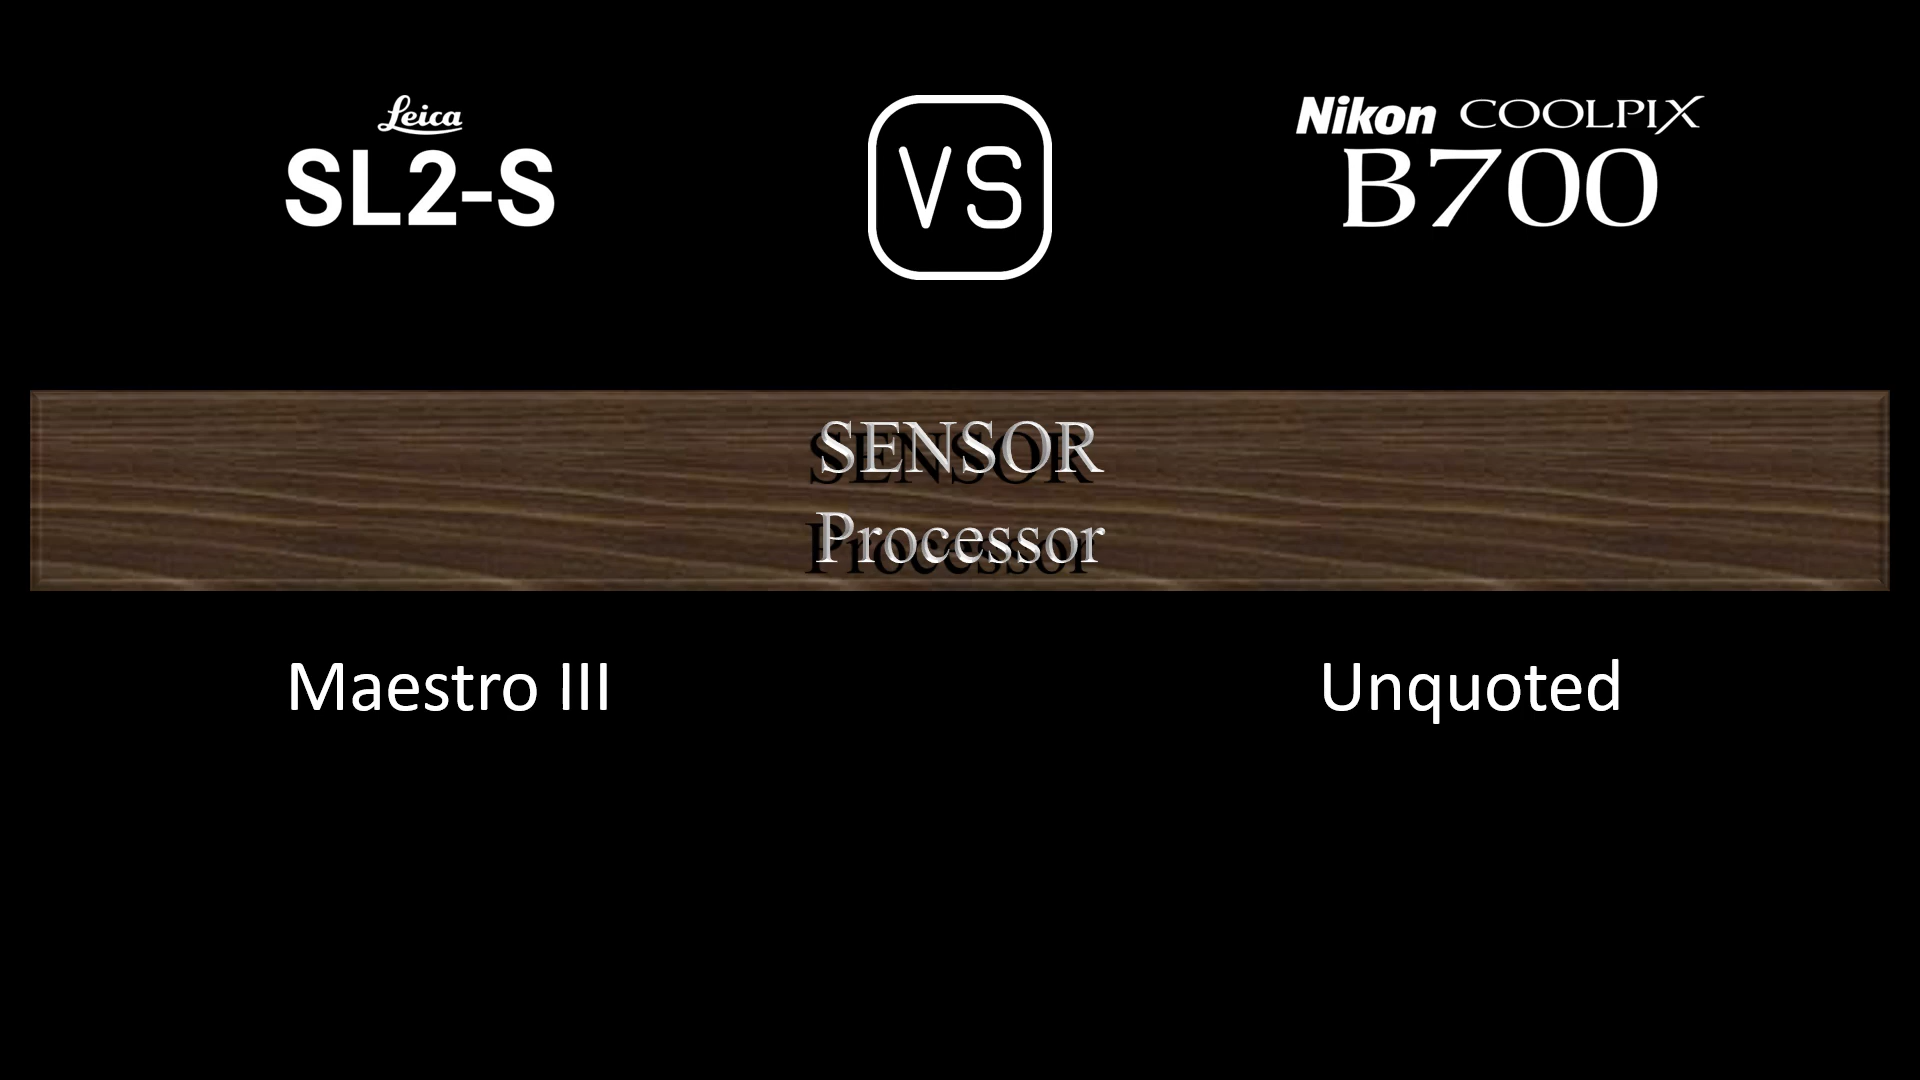 Leica
SL2-S
VS
Nikon COOLPIX
B700
SENSOR
Processor
Maestro III
Unquoted